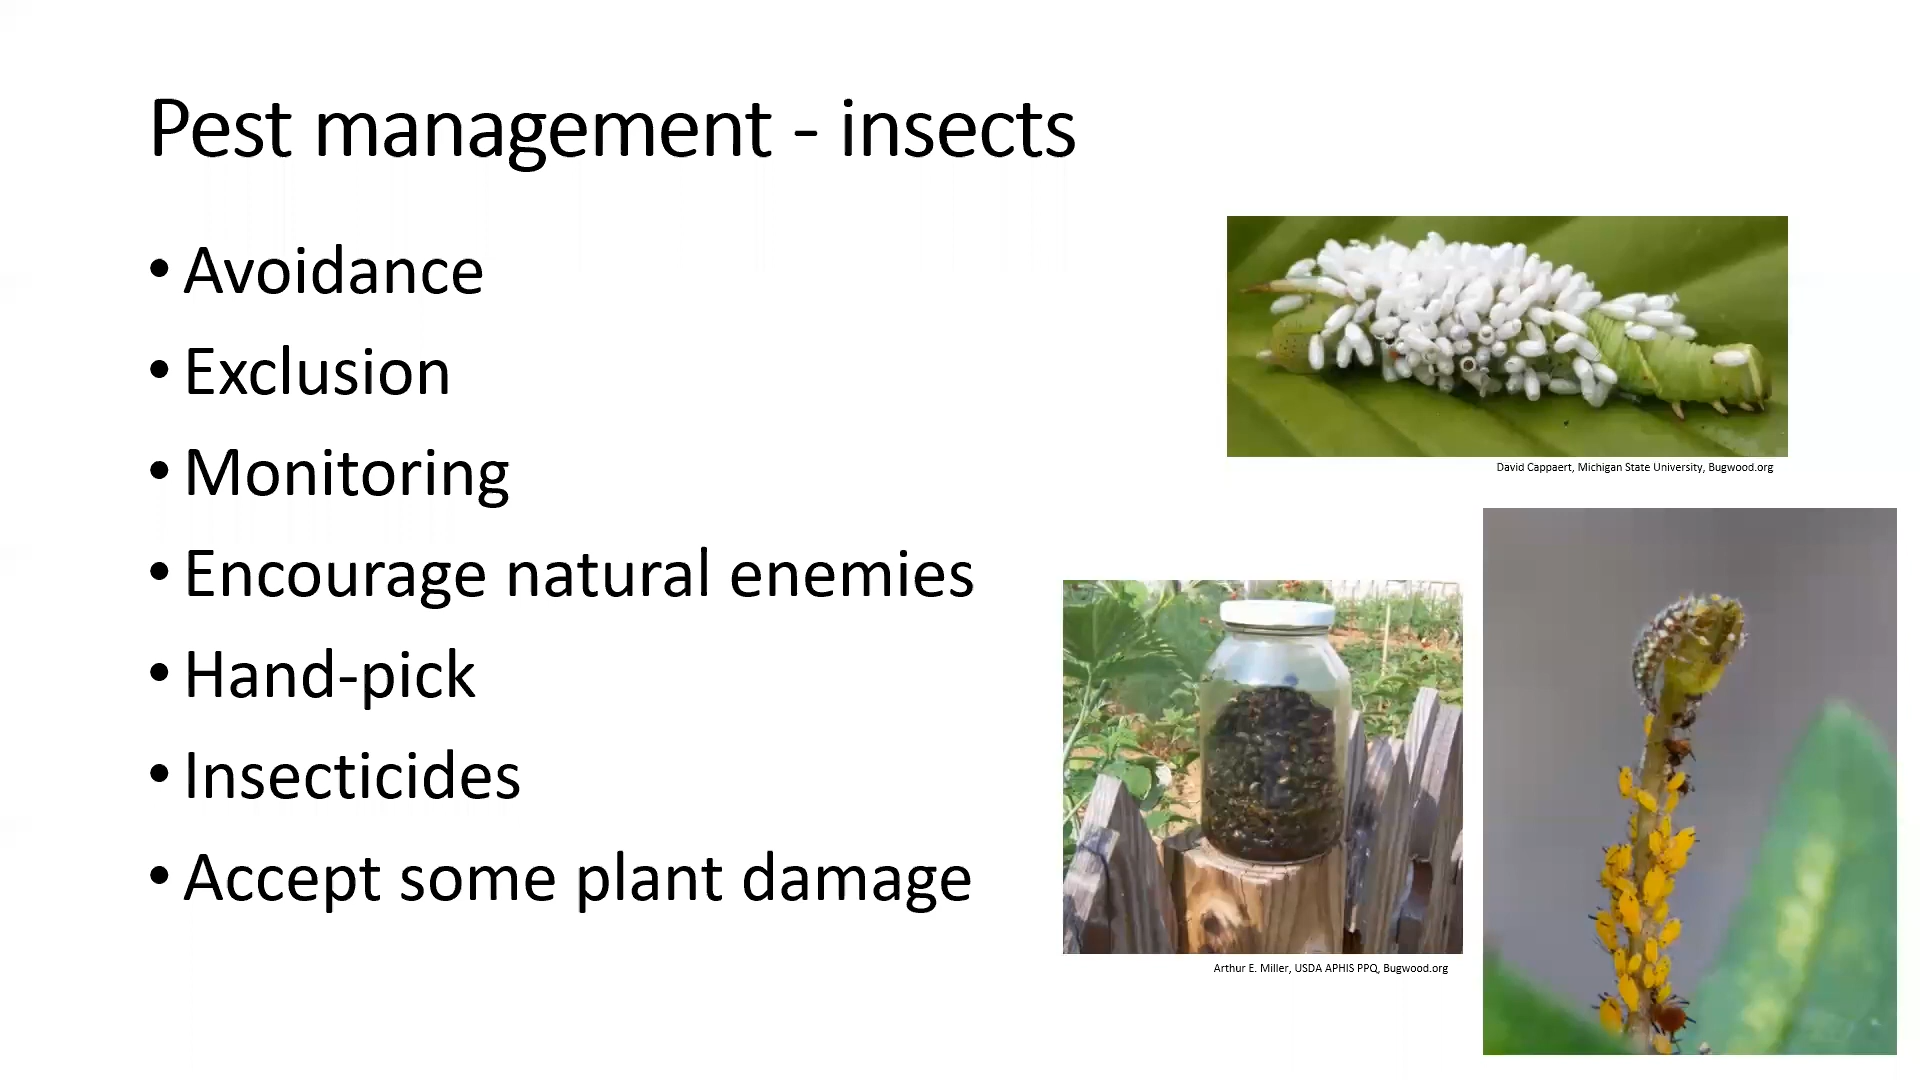 Pest management - insects
• Avoidance
• Exclusion
• Monitoring
• Encourage natural enemies
• Hand-pick
• Insecticides
• Accept some plant damage
David Cappaert, Michigan State University, Bugwood.org
Arthur E. Miller, USDA APHIS PPQ, Bugwood.org